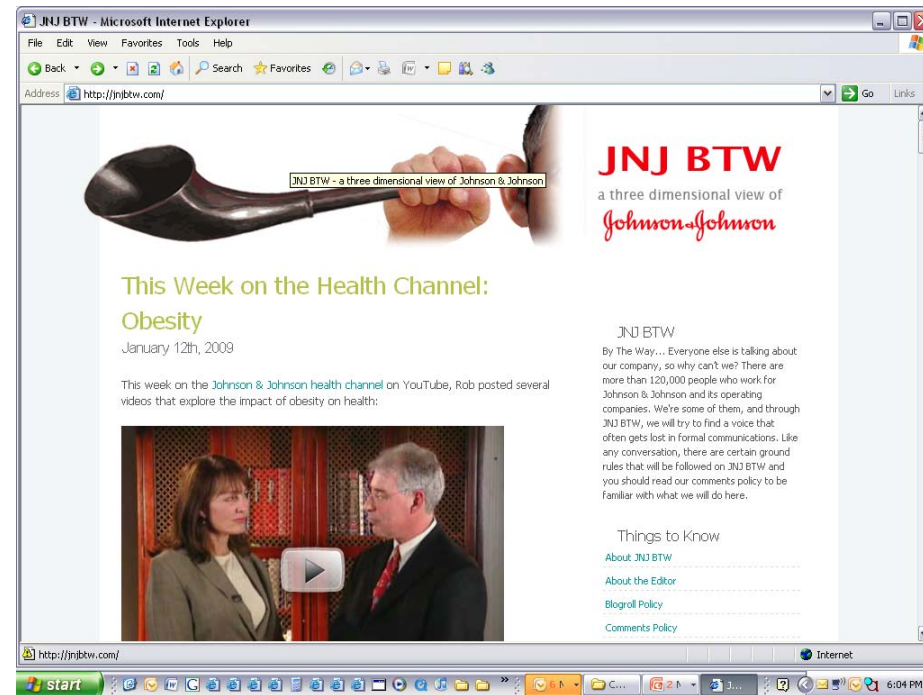 JNJ BTW - Microsoft Internet Explorer
File Edit View Favorites Tools Help
Back Search Favorites
Address http://jnjbtw.com/ Go Links
JNJ BTW - a three dimensional view of Johnson & Johnson
JNJ BTW
a three dimensional view of
Johnson & Johnson
This Week on the Health Channel:
Obesity
January 12th, 2009
This week on the Johnson & Johnson health channel on YouTube, Rob posted several
videos that explore the impact of obesity on health:
JNJ BTW
By The Way... Everyone else is talking about
our company, so why can't we? There are
more than 120,000 people who work for
Johnson & Johnson and its operating
companies. We're some of them, and through
JNJ BTW, we will try to find a voice that
often gets lost in formal communications. Like
any conversation, there are certain ground
rules that will be followed on JNJ BTW and
you should read our comments policy to be
familiar with what we will do here.
Things to Know
About JNJ BTW
About the Editor
Blogroll Policy
Comments Policy
http://jnjbtw.com/ Internet
start 6 C... 2 J... 6:04 PM